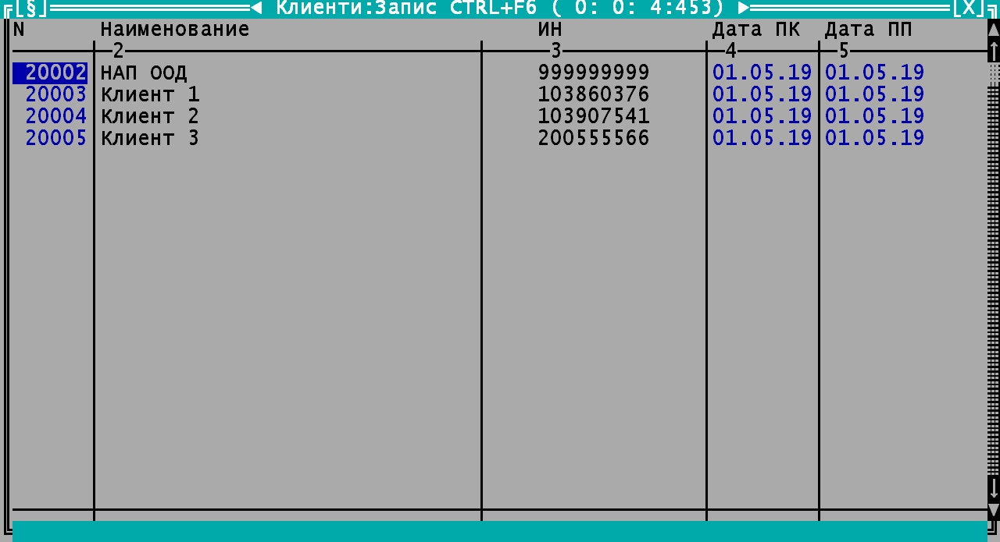 [§] Клиенти:Запис CTRL+F6 ( 0: 0: 4:453) [X]
N Наименование ИН Дата ПК Дата ПП
2 3 4 5
20002 НАП ООД 999999999 01.05.19 01.05.19
20003 Клиент 1 103860376 01.05.19 01.05.19
20004 Клиент 2 103907541 01.05.19 01.05.19
20005 Клиент 3 200555566 01.05.19 01.05.19